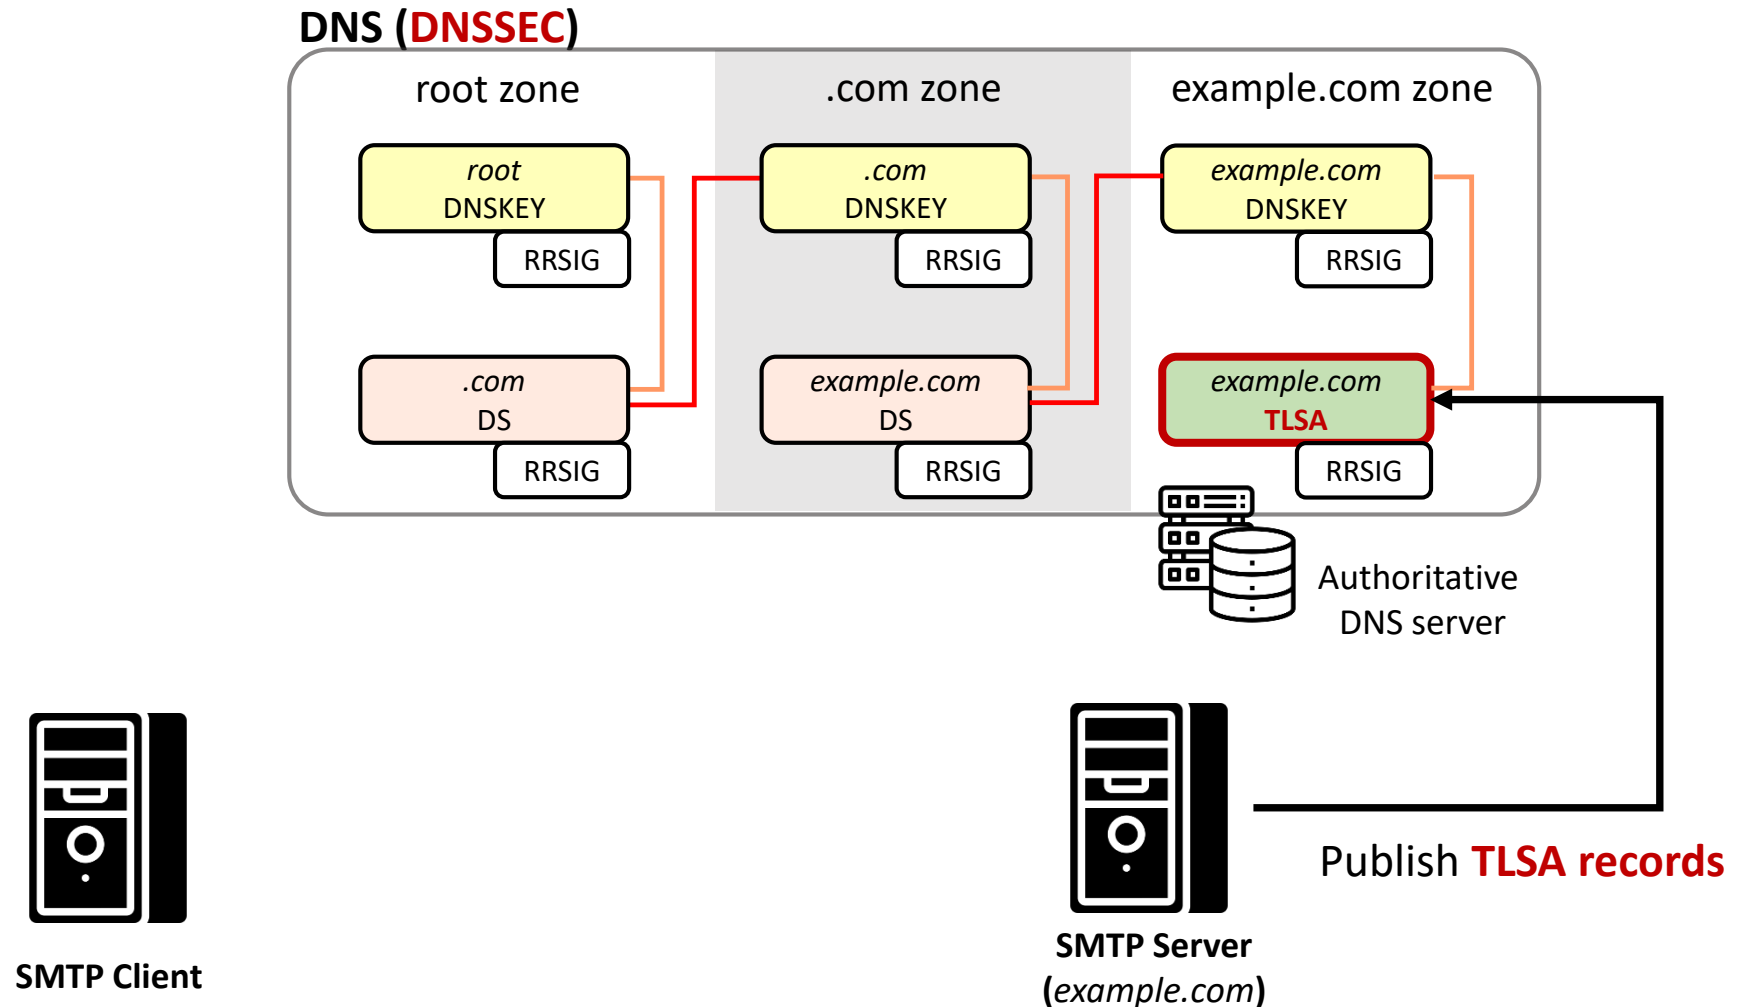 DNS (DNSSEC)
root zone
.com zone
example.com zone
root
DNSKEY
RRSIG
.com
DNSKEY
RRSIG
example.com
DNSKEY
RRSIG
.com
DS
RRSIG
example.com
DS
RRSIG
example.com
TLSA
RRSIG
Authoritative
DNS server
Publish TLSA records
SMTP Client
SMTP Server
(example.com)